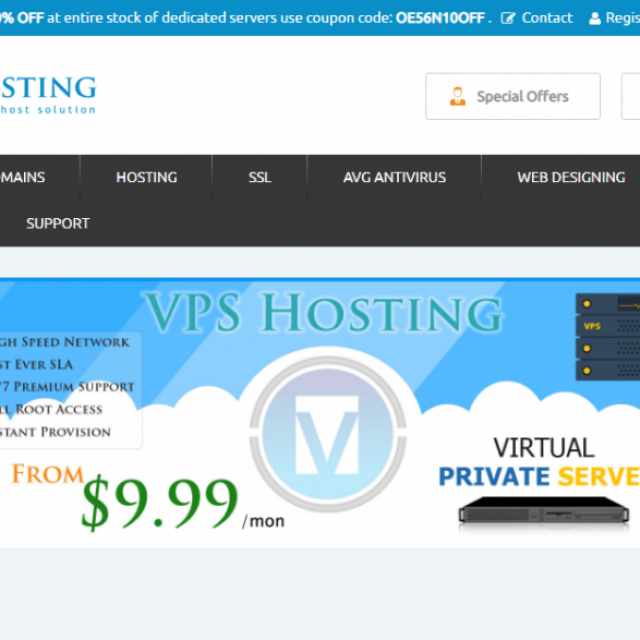 % OFF at entire stock of dedicated servers use coupon code: OE56N10OFF . Contact Regis
STING
host solution
Special Offers
MAINS HOSTING SSL AVG ANTIVIRUS WEB DESIGNING
SUPPORT
VPS Hosting
GH SPEED NETWORK
ST EVER SLA
/7 PREMIUM SUPPORT
LL ROOT ACCESS
STANT PROVISION
FROM
$9.99 /mon
V
VPS
VIRTUAL
PRIVATE SERVE